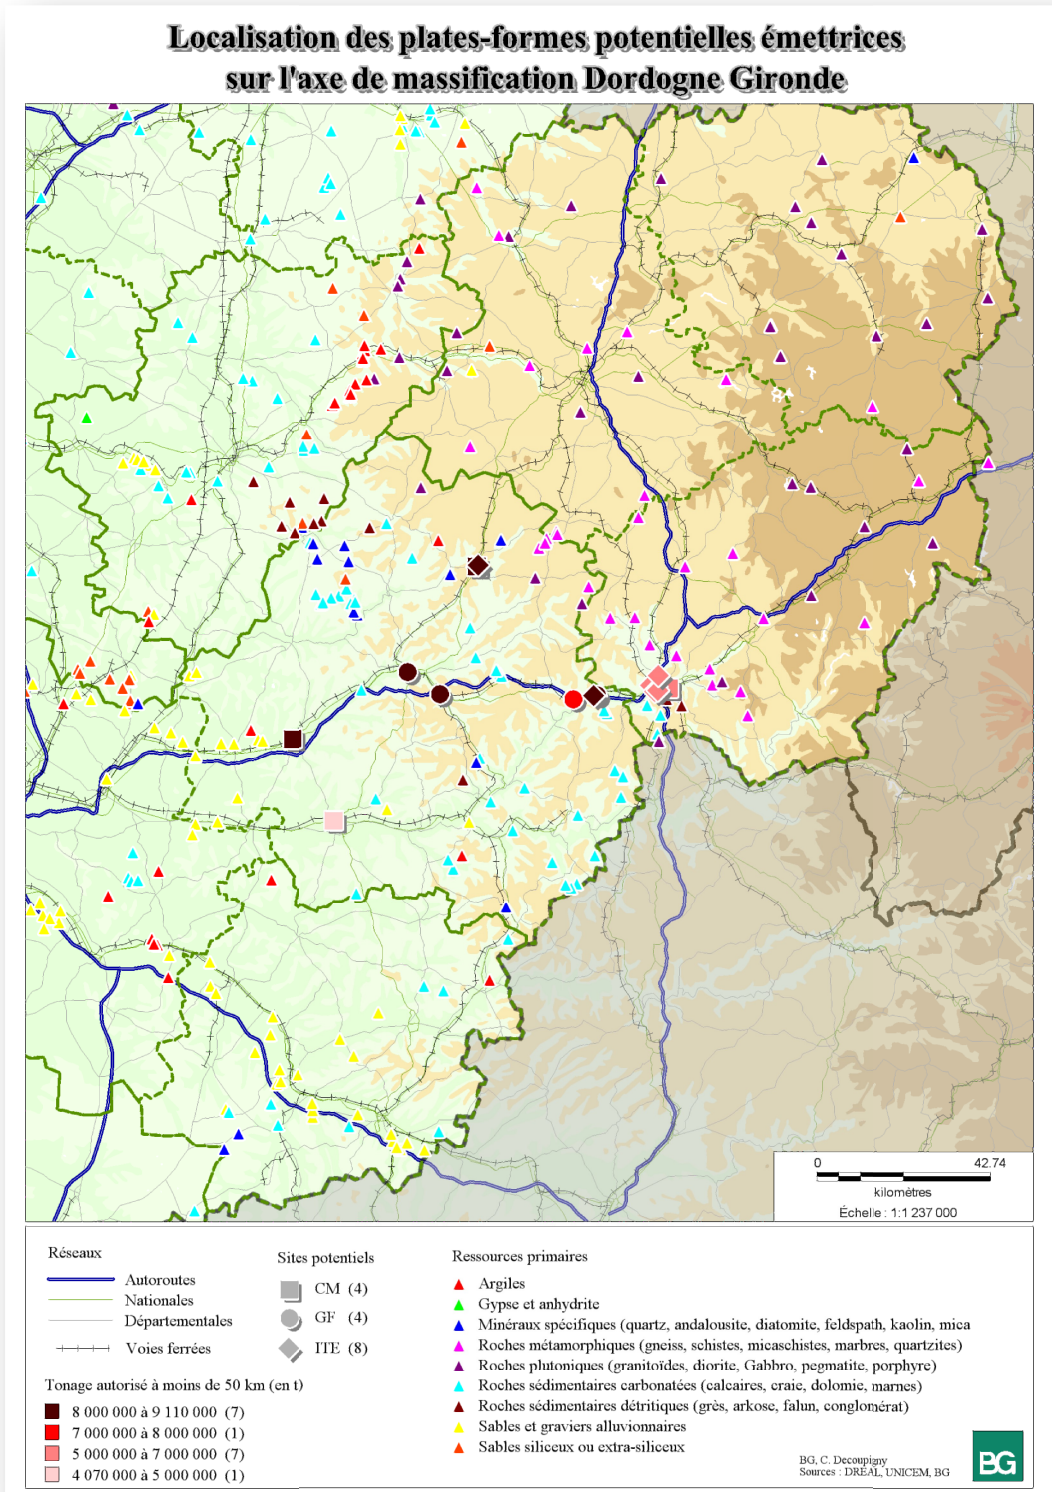 Localisation des plates-formes potentielles émettrices
sur l'axe de massification Dordogne Gironde
0 42.74
kilomètres
Échelle : 1:1 237 000
Réseaux
Autoroutes
Nationales
Départementales
Voies ferrées
Tonage autorisé à moins de 50 km (en t)
8 000 000 à 9 110 000 (7)
7 000 000 à 8 000 000 (1)
5 000 000 à 7 000 000 (7)
4 070 000 à 5 000 000 (1)
Sites potentiels
CM (4)
GF (4)
ITE (8)
Ressources primaires
Argiles
Gypse et anhydrite
Minéraux spécifiques (quartz, andalousite, diatomite, feldspath, kaolin, mica
Roches métamorphiques (gneiss, schistes, micaschistes, marbres, quartzites)
Roches plutoniques (granitoïdes, diorite, Gabbro, pegmatite, porphyre)
Roches sédimentaires carbonatées (calcaires, craie, dolomie, marnes)
Roches sédimentaires détritiques (grès, arkose, falun, conglomérat)
Sables et graviers alluvionnaires
Sables siliceux ou extra-siliceux
BG, C. Decoupigny
Sources : DREAL, UNICEM, BG
BG